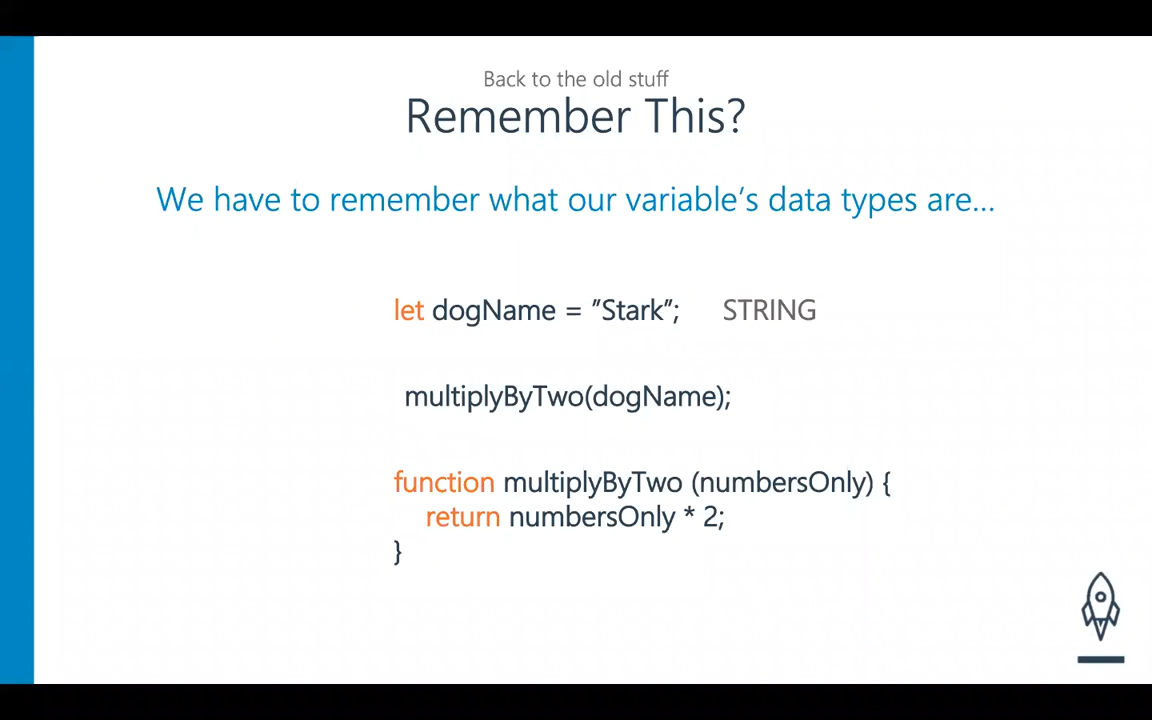 Back to the old stuff
Remember This?
We have to remember what our variable's data types are...
let dogName = "Stark"; STRING
multiplyByTwo(dogName);
function multiplyByTwo (numbersOnly) {
return numbersOnly * 2;
}